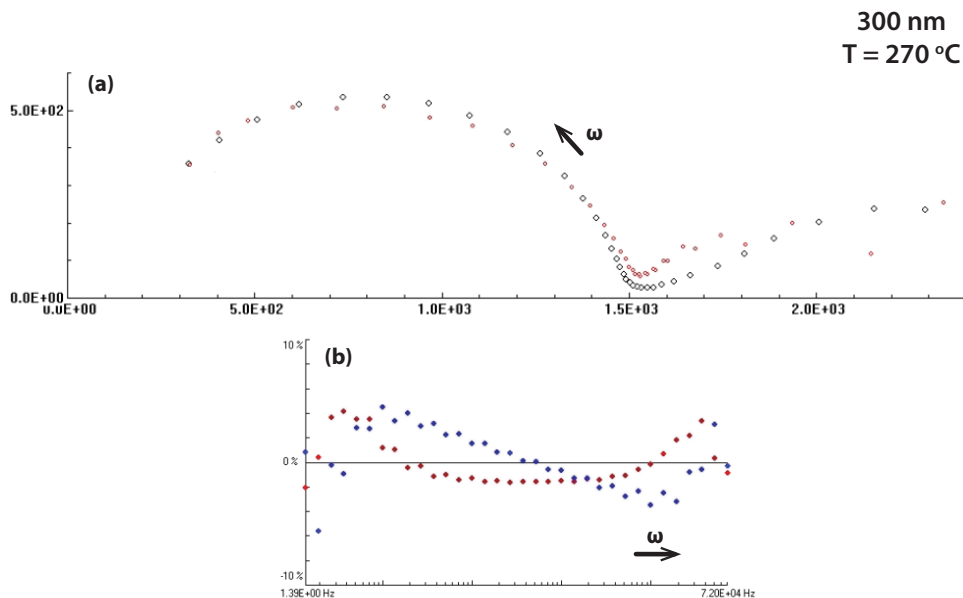 300 nm
T = 270 ºC
(a)
5.0E+02
ω
0.0E+00
0.0E+00 5.0E+02 1.0E+03 1.5E+03 2.0E+03
10 %
(b)
0 %
ω
-10 %
1.39E+00 Hz 7.20E+04 Hz